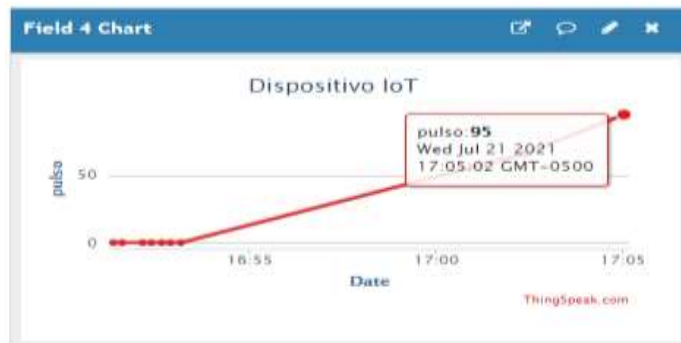 Field 4 Chart
Dispositivo IoT
pulso:95
Wed Jul 21 2021
17:05:02 GMT-0500
pulso
50
0
16:55
17:00
17:05
Date
ThingSpeak.com